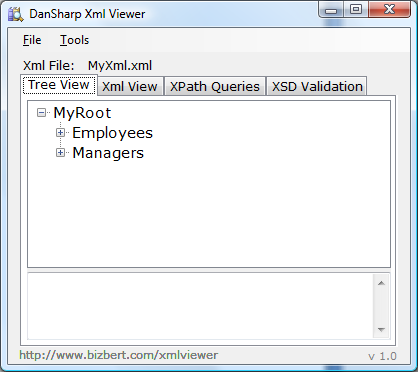 DanSharp Xml Viewer
File Tools
Xml File: MyXml.xml
Tree View Xml View XPath Queries XSD Validation
MyRoot
Employees
Managers
http://www.bizbert.com/xmlviewer v 1.0